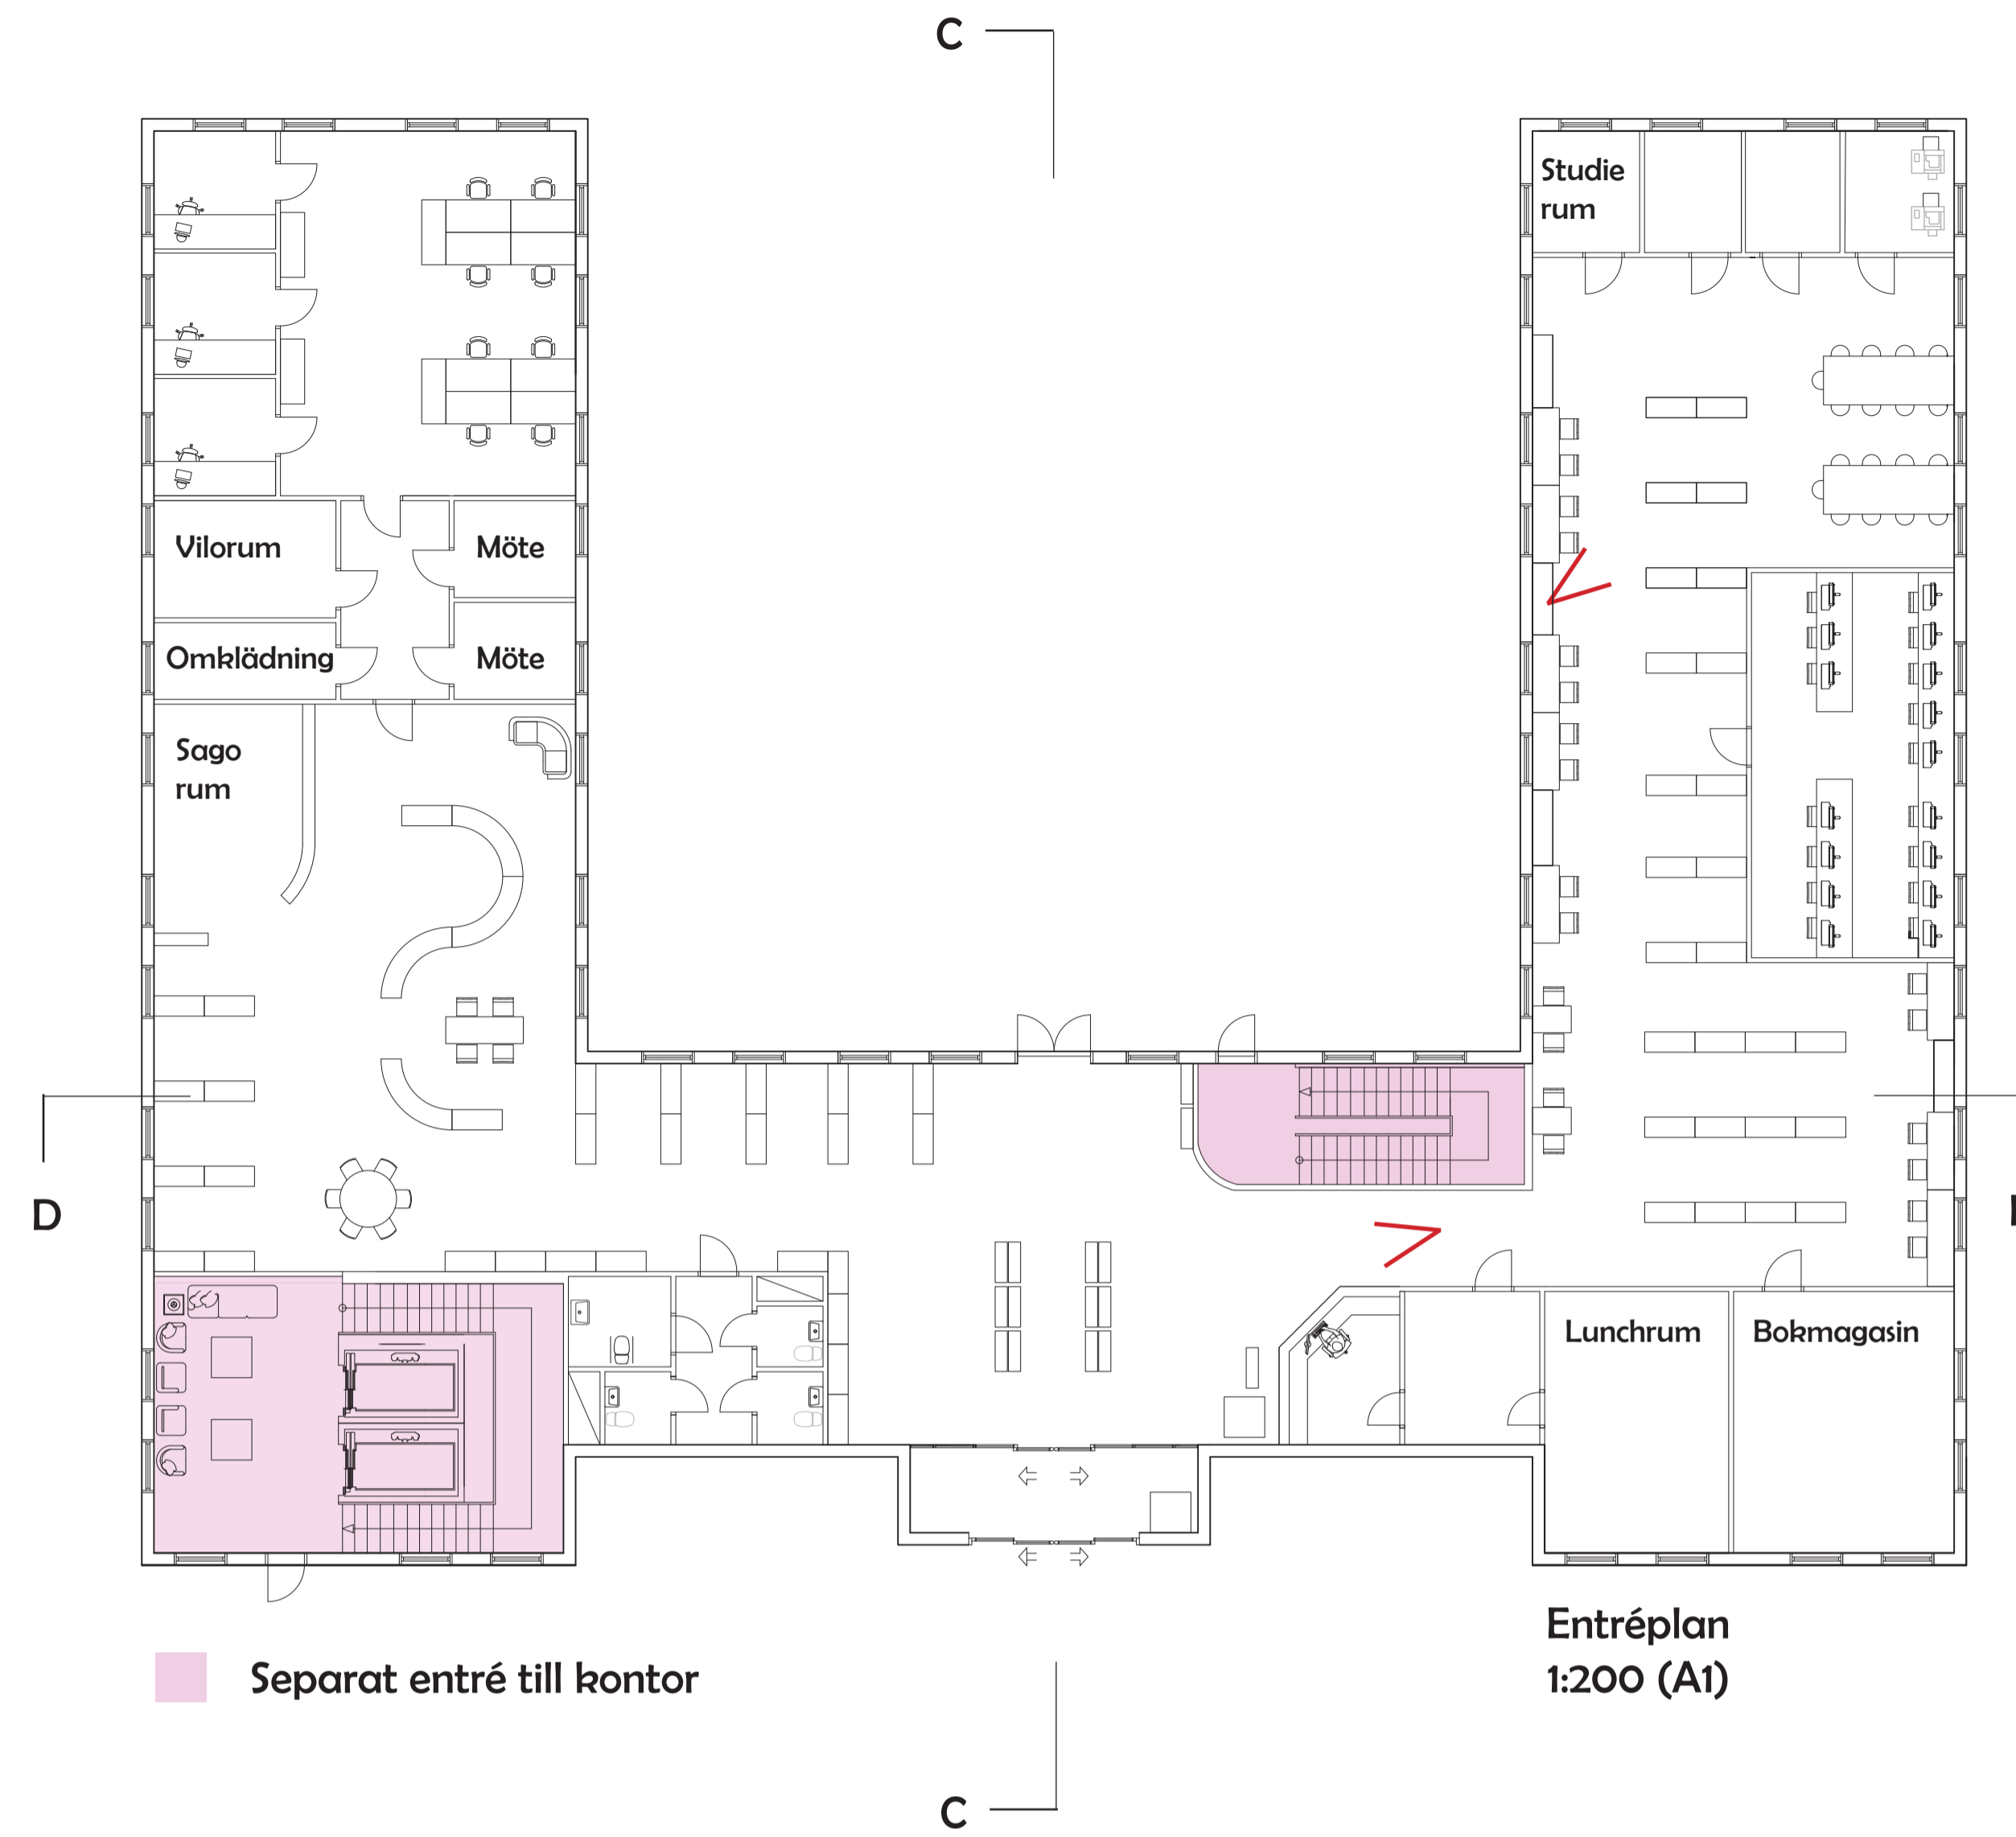 C
Studie
rum
Vilorum
Möte
Omklädning
Möte
Sago
rum
D
Lunchrum
Bokmagasin
Entréplan
1:200 (A1)
Separat entré till kontor
C